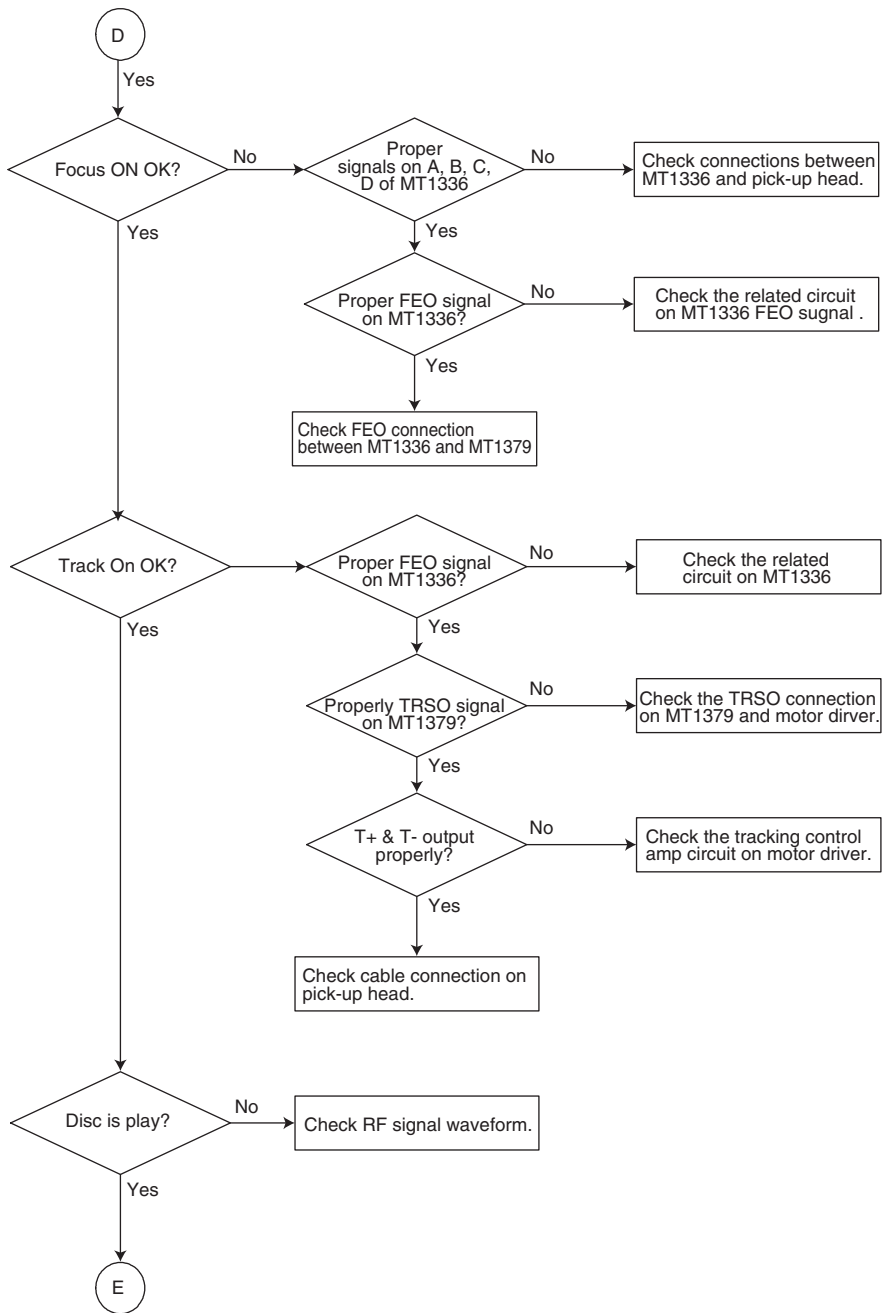 D
Yes
Focus ON OK?
No
Proper
signals on A, B, C,
D of MT1336
No
Check connections between
MT1336 and pick-up head.
Yes
Yes
Proper FEO signal
on MT1336?
No
Check the related circuit
on MT1336 FEO sugnal .
Yes
Check FEO connection
between MT1336 and MT1379
Track On OK?
Proper FEO signal
on MT1336?
No
Check the related
circuit on MT1336
Yes
Yes
Properly TRSO signal
on MT1379?
No
Check the TRSO connection
on MT1379 and motor dirver.
Yes
T+ & T- output
properly?
No
Check the tracking control
amp circuit on motor driver.
Yes
Check cable connection on
pick-up head.
Disc is play?
No
Check RF signal waveform.
Yes
E